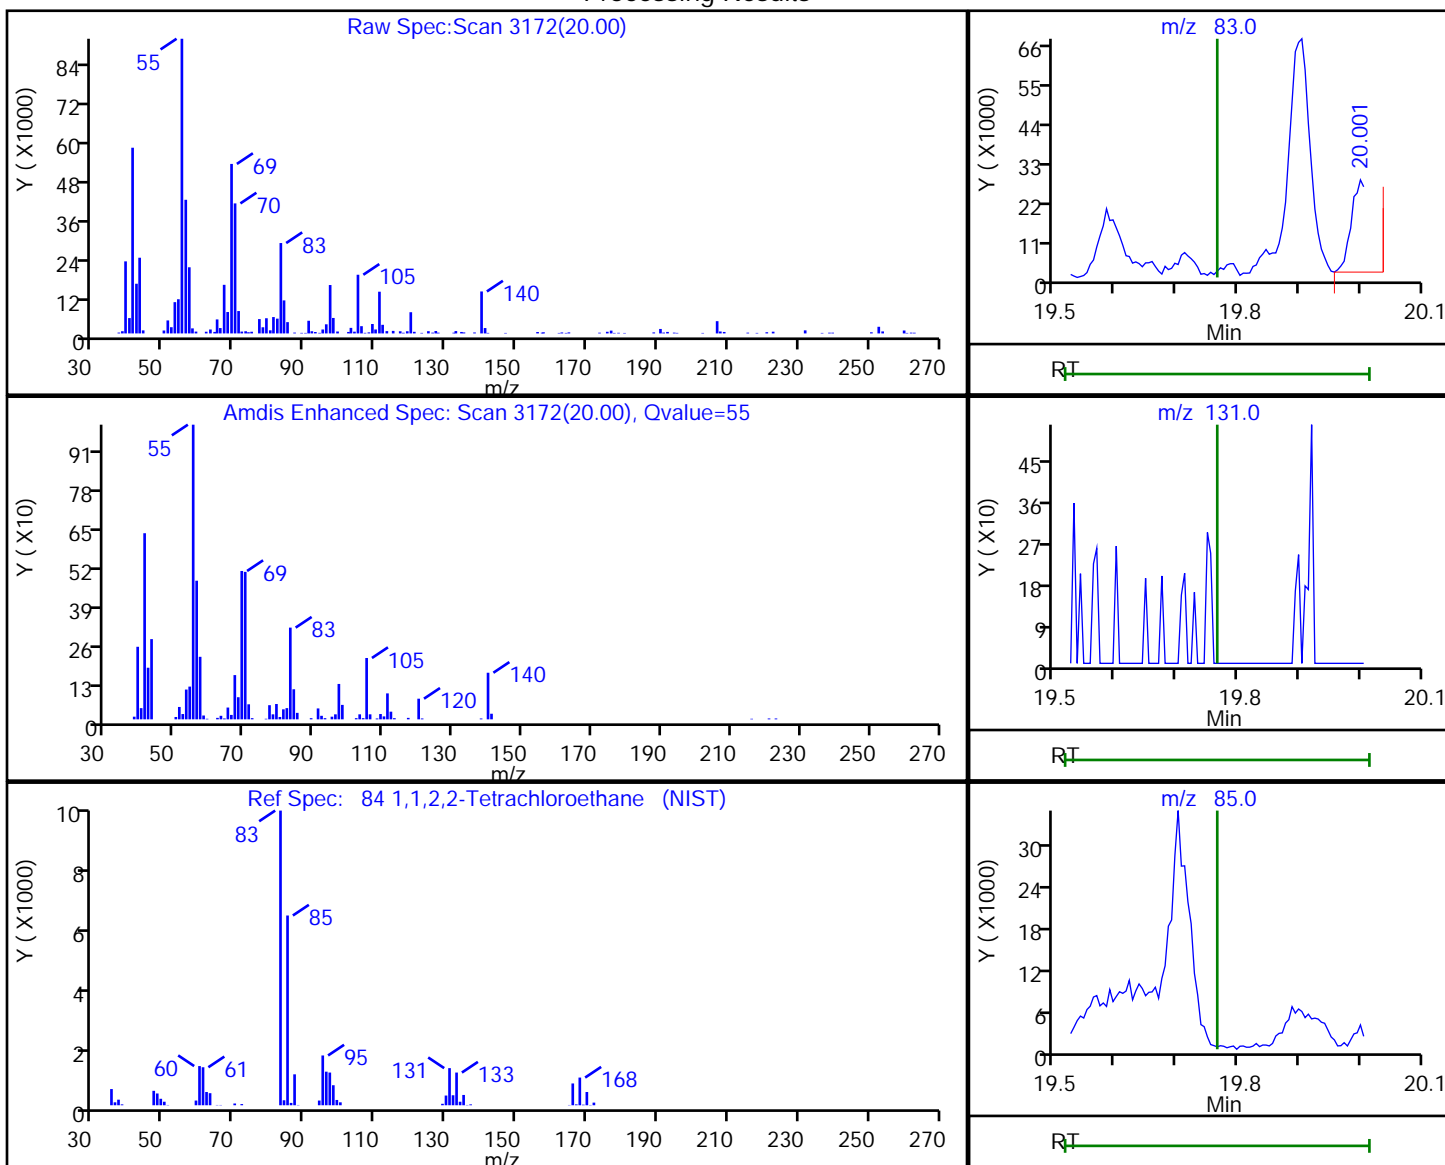 Processing Results
Raw Spec:Scan 3172(20.00)
Y ( X1000)
84
72
60
48
36
24
12
0
55
69
70
83
105
140
30 50 70 90 110 130 150 170 190 210 230 250 270
m/z
m/z 83.0
Y ( X1000)
66
55
44
33
22
11
0
20.001
19.5 19.8 20.1
Min
RT
Amdis Enhanced Spec: Scan 3172(20.00), Qvalue=55
Y ( X10)
91
78
65
52
39
26
13
0
55
69
83
105
120
140
30 50 70 90 110 130 150 170 190 210 230 250 270
m/z
m/z 131.0
Y ( X10)
45
36
27
18
9
0
19.5 19.8 20.1
Min
RT
Ref Spec: 84 1,1,2,2-Tetrachloroethane (NIST)
Y ( X1000)
10
8
6
4
2
0
83
85
60
61
95
131
133
168
30 50 70 90 110 130 150 170 190 210 230 250 270
m/z
m/z 85.0
Y ( X1000)
30
24
18
12
6
0
19.5 19.8 20.1
Min
RT